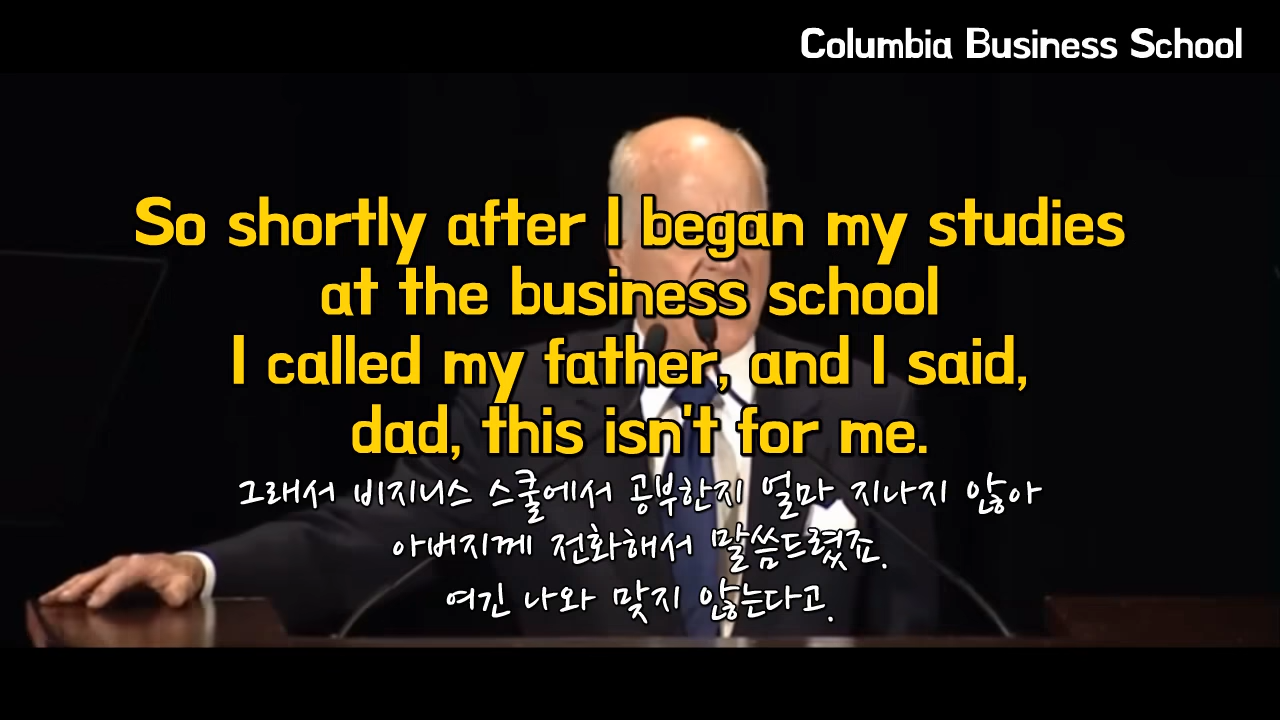 Columbia Business School
So shortly after I began my studies
at the business school
I called my father, and I said,
dad, this isn't for me.
그래서 비지니스 스쿨에서 공부한지 얼마 지나지 않아
아버지께 전화해서 말씀드렸죠.
여긴 나와 맞지 않는다고.